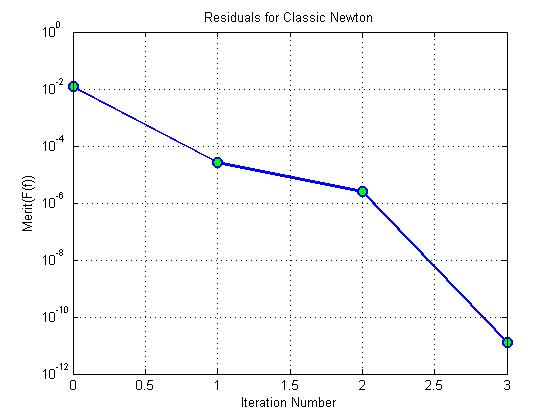 Residuals for Classic Newton
10^0
10^-2
10^-4
10^-6
10^-8
10^-10
10^-12
Merit(F(f))
0 0.5 1 1.5 2 2.5 3
Iteration Number